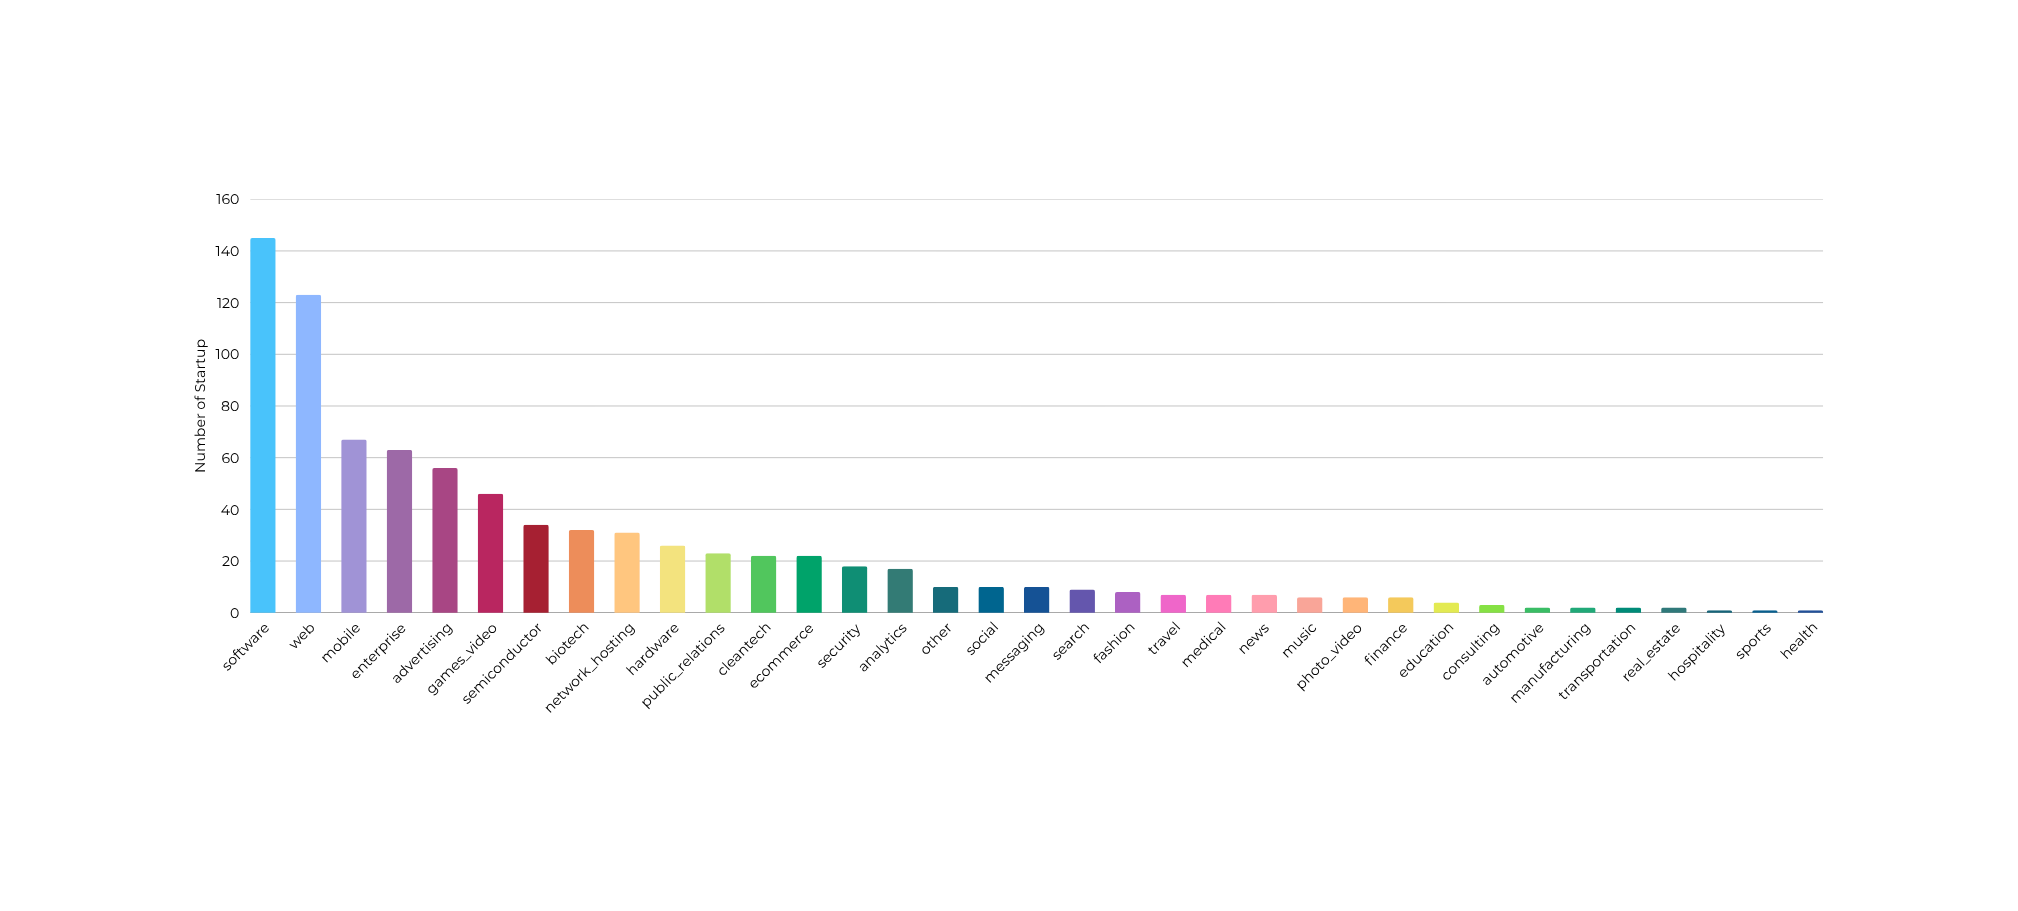 Number of Startup
160
140
120
100
80
60
40
20
0
software
web
mobile
enterprise
advertising
games_video
semiconductor
biotech
network_hosting
hardware
public_relations
cleantech
ecommerce
security
analytics
other
social
messaging
search
fashion
travel
medical
news
music
photo_video
finance
education
consulting
automotive
manufacturing
transportation
real_estate
hospitality
sports
health